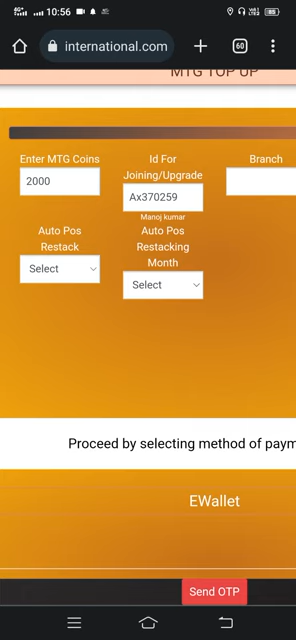 10:56
international.com
60
MTG TOP UP
Enter MTG Coins
Id For
Joining/Upgrade
Branch
2000
Ax370259
Manoj kumar
Auto Pos
Restack
Auto Pos
Restacking
Month
Select
Select
Proceed by selecting method of paym
EWallet
Send OTP